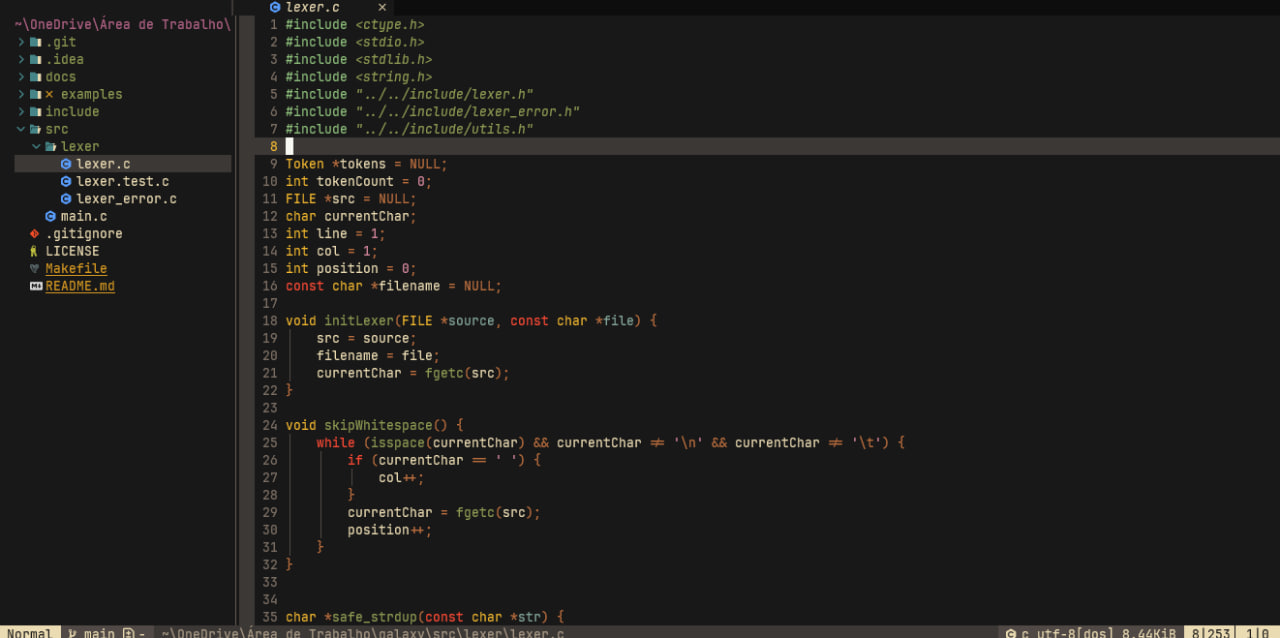 lexer.c ×
~\OneDrive\Área de Trabalho\
.git
.idea
docs
examples
include
src
lexer
lexer.c
lexer.test.c
lexer_error.c
main.c
.gitignore
LICENSE
Makefile
README.md
1 #include <ctype.h>
2 #include <stdio.h>
3 #include <stdlib.h>
4 #include <string.h>
5 #include "../../include/lexer.h"
6 #include "../../include/lexer_error.h"
7 #include "../../include/utils.h"
8
9 Token *tokens = NULL;
10 int tokenCount = 0;
11 FILE *src = NULL;
12 char currentChar;
13 int line = 1;
14 int col = 1;
15 int position = 0;
16 const char *filename = NULL;
17
18 void initLexer(FILE *source, const char *file) {
19     src = source;
20     filename = file;
21     currentChar = fgetc(src);
22 }
23
24 void skipWhitespace() {
25     while (isspace(currentChar) && currentChar != '\n' && currentChar != '\t') {
26         if (currentChar == ' ') {
27             col++;
28         }
29         currentChar = fgetc(src);
30         position++;
31     }
32 }
33
34
35 char *safe_strdup(const char *str) {
Normal main - ~\OneDrive\Área de Trabalho\galaxy\src\lexer\lexer.c c utf-8[dos] 8.44KiB 8|253 1|0